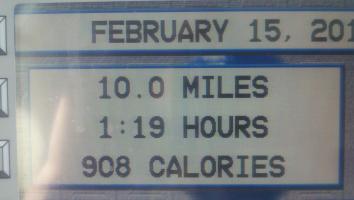 FEBRUARY 15, 201
10.0 MILES
1:19 HOURS
908 CALORIES